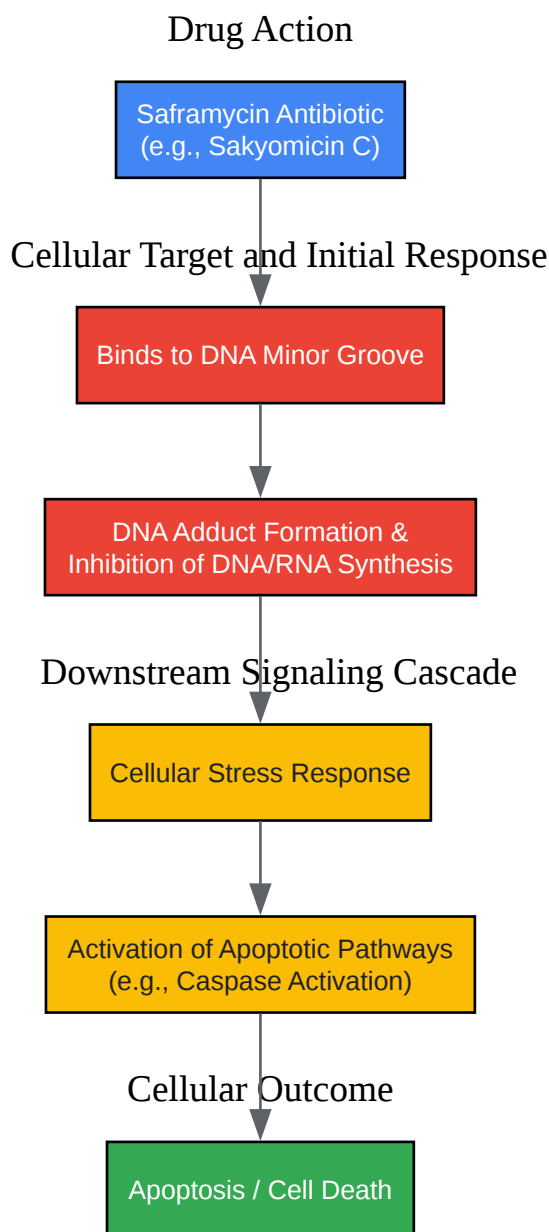 Drug Action
Saframycin Antibiotic
(e.g., Sakyomicin C)
Cellular Target and Initial Response
Binds to DNA Minor Groove
DNA Adduct Formation &
Inhibition of DNA/RNA Synthesis
Downstream Signaling Cascade
Cellular Stress Response
Activation of Apoptotic Pathways
(e.g., Caspase Activation)
Cellular Outcome
Apoptosis / Cell Death